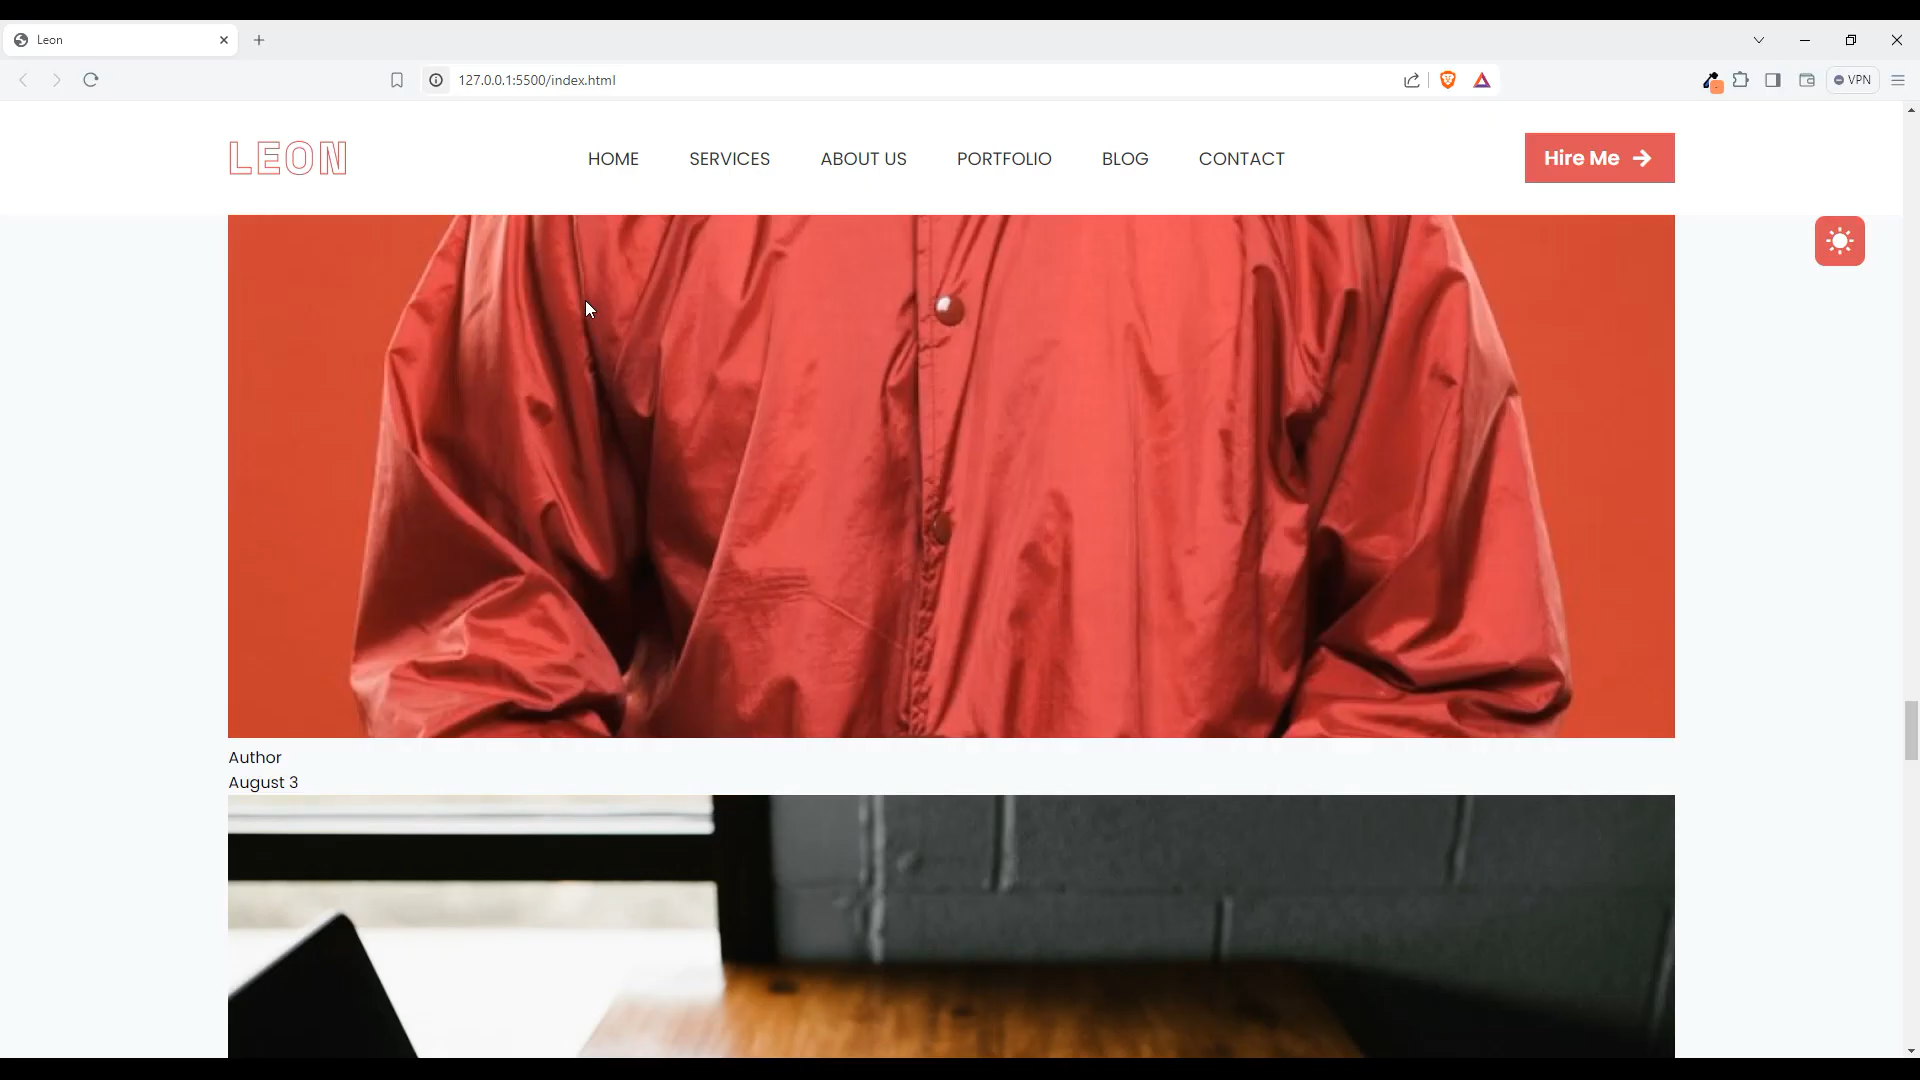 Leon
127.0.0.1:5500/index.html
VPN
LEON
HOME
SERVICES
ABOUT US
PORTFOLIO
BLOG
CONTACT
Hire Me
Author
August 3